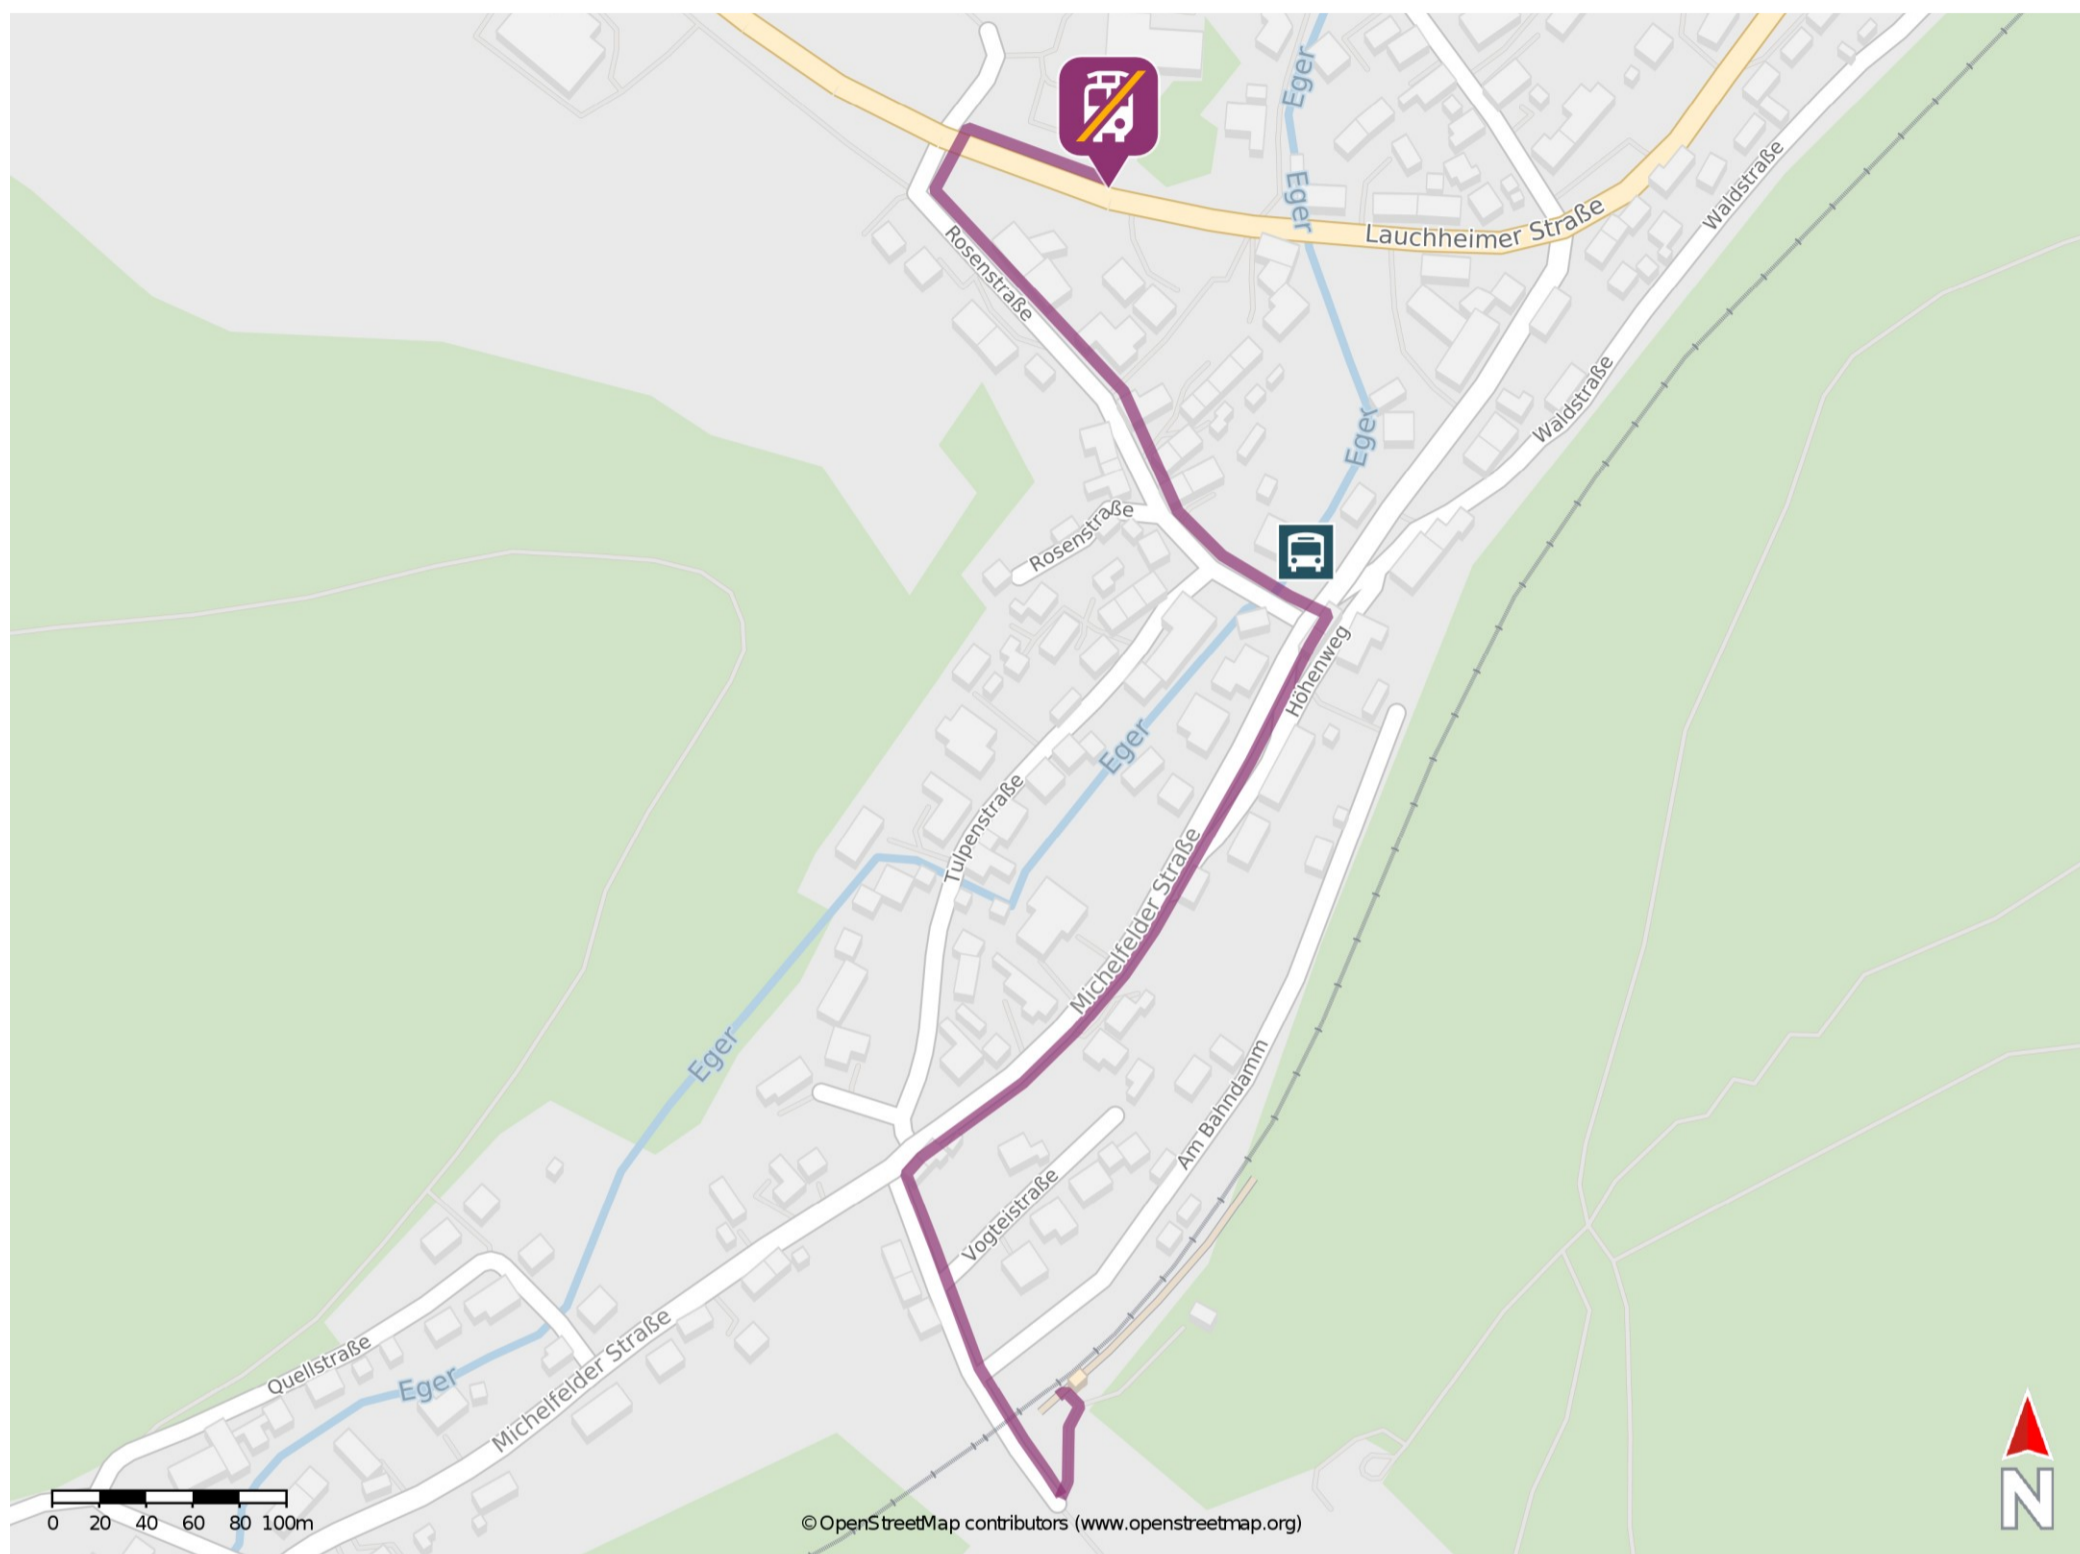 Eger
Eger
Waldstraße
Lauchheimer Straße
Rosenstraße
Waldstraße
Eger
Rosenstraße
Höhenweg
Eger
Tulpenstraße
Michelfelder Straße
Eger
Am Bahndamm
Vogteistraße
Quellstraße
Eger
Michelfelder Straße
N
0 20 40 60 80 100m
© OpenStreetMap contributors (www.openstreetmap.org)